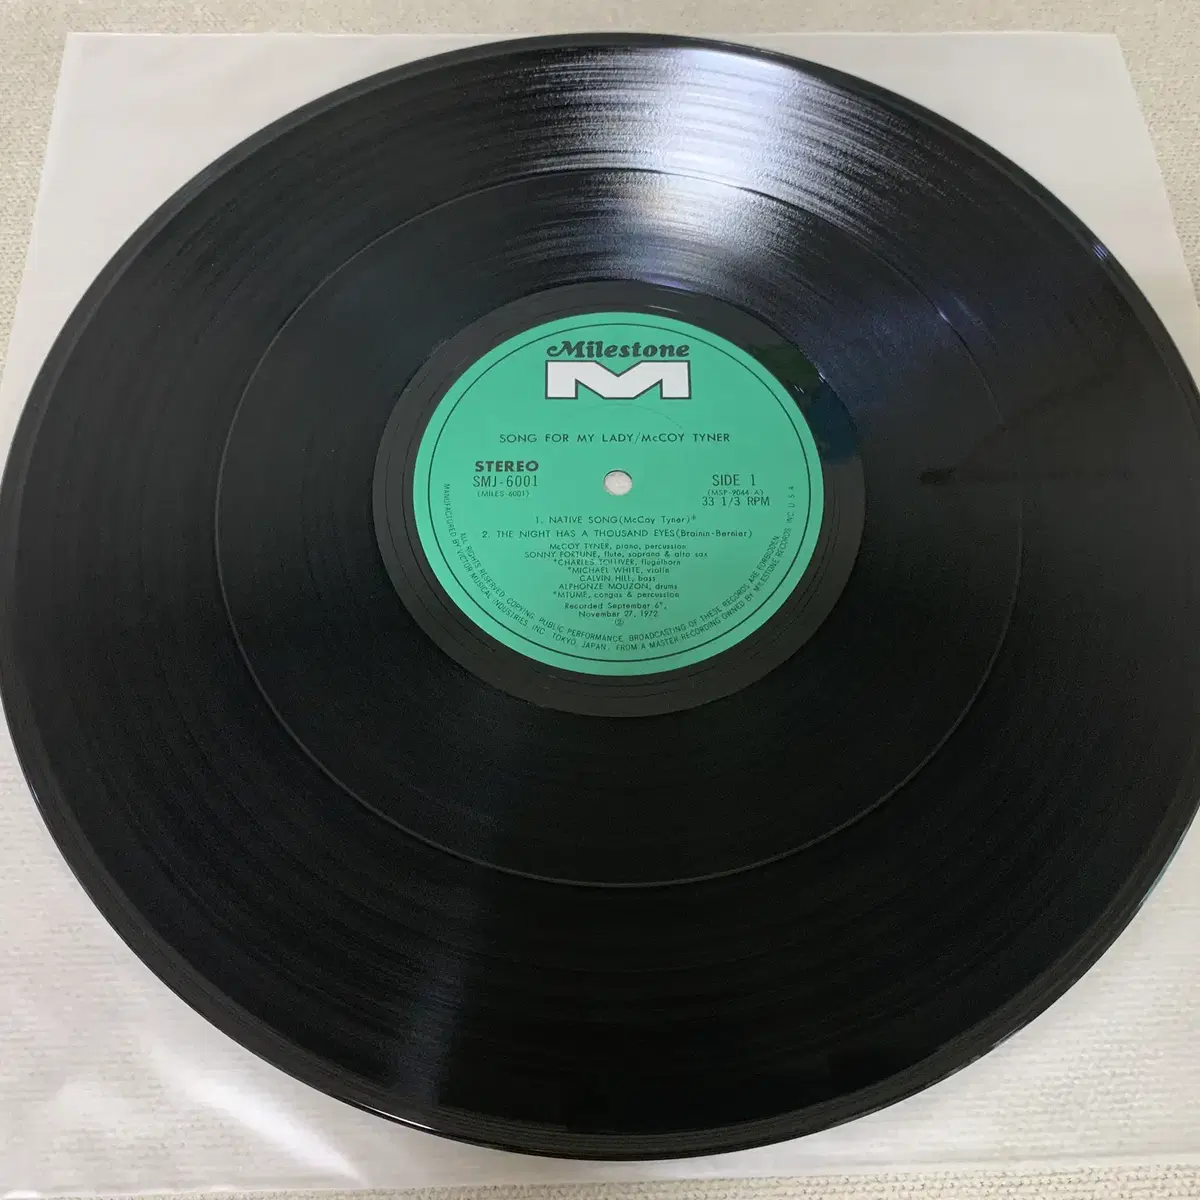 Milestone
M
SONG FOR MY LADY/McCOY TYNER
STEREO
SMJ-6001
(MILES-6001)
SIDE 1
(MSP-9044 A)
33 1/3 RPM
1. NATIVE SONG(McCoy Tyner)*
2. THE NIGHT HAS A THOUSAND EYES(Brainin-Bernier)
McCOY TYNER, piano, percussion
SONNY FORTUNE, flute, soprano & alto sax
*CHARLES TOLLIVER, flugelhorn
*MICHAEL WHITE, violin
CALVIN HILL, bass
ALPHONZE MOUZON, drums
*MTUME, congas & percussion
Recorded September 6*,
November 27, 1972
②
ALL RIGHTS RESERVED. COPYING, PUBLIC PERFORMANCE, BROADCASTING OF THESE RECORDS ARE FORBIDDEN.
MANUFACTURED BY VICTOR MUSICAL INDUSTRIES, INC. TOKYO, JAPAN. FROM A MASTER RECORDING OWNED BY MILESTONE RECORDS INC. U.S.A.